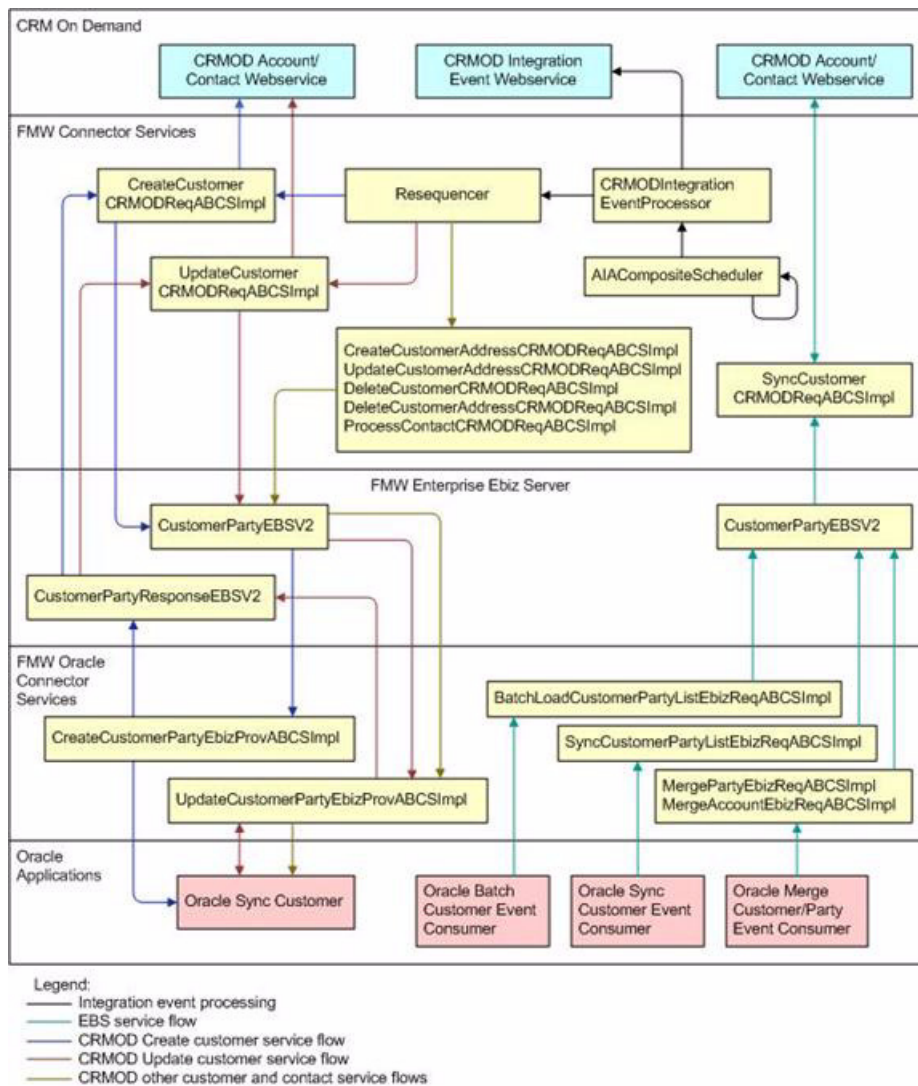 CRM On Demand
CRMOD Account/
Contact Webservice
CRMOD Integration
Event Webservice
CRMOD Account/
Contact Webservice
FMW Connector Services
CreateCustomer
CRMODReqABCSImpl
Resequencer
CRMODIntegration
EventProcessor
UpdateCustomer
CRMODReqABCSImpl
AIACompositeScheduler
CreateCustomerAddressCRMODReqABCSImpl
UpdateCustomerAddressCRMODReqABCSImpl
DeleteCustomerCRMODReqABCSImpl
DeleteCustomerAddressCRMODReqABCSImpl
ProcessContactCRMODReqABCSImpl
SyncCustomer
CRMODReqABCSImpl
FMW Enterprise Ebiz Server
CustomerPartyEBSV2
CustomerPartyEBSV2
CustomerPartyResponseEBSV2
FMW Oracle
Connector
Services
BatchLoadCustomerPartyListEbizReqABCSImpl
CreateCustomerPartyEbizProvABCSImpl
SyncCustomerPartyListEbizReqABCSImpl
UpdateCustomerPartyEbizProvABCSImpl
MergePartyEbizReqABCSImpl
MergeAccountEbizReqABCSImpl
Oracle
Applications
Oracle Sync Customer
Oracle Batch
Customer Event
Consumer
Oracle Sync
Customer Event
Consumer
Oracle Merge
Customer/Party
Event Consumer
Legend:
Integration event processing
EBS service flow
CRMOD Create customer service flow
CRMOD Update customer service flow
CRMOD other customer and contact service flows